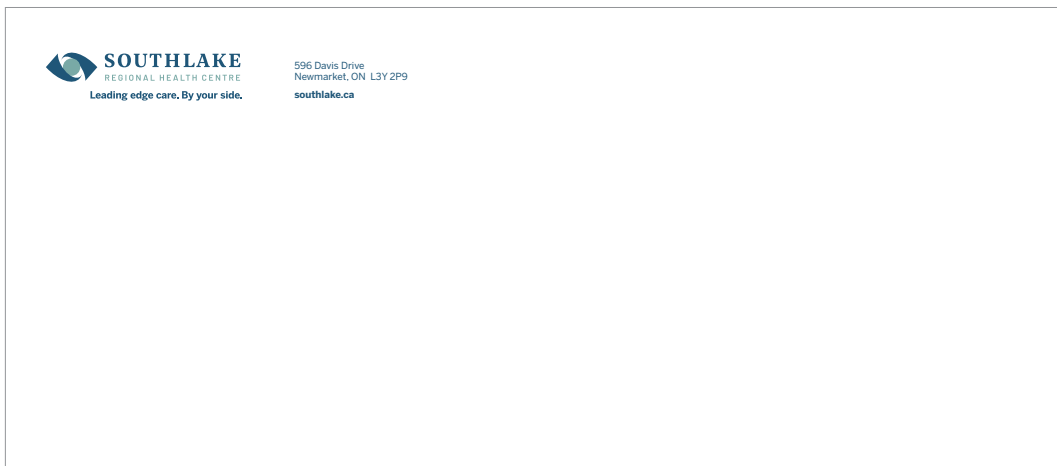 SOUTHLAKE
REGIONAL HEALTH CENTRE
Leading edge care. By your side.
596 Davis Drive
Newmarket, ON L3Y 2P9
southlake.ca